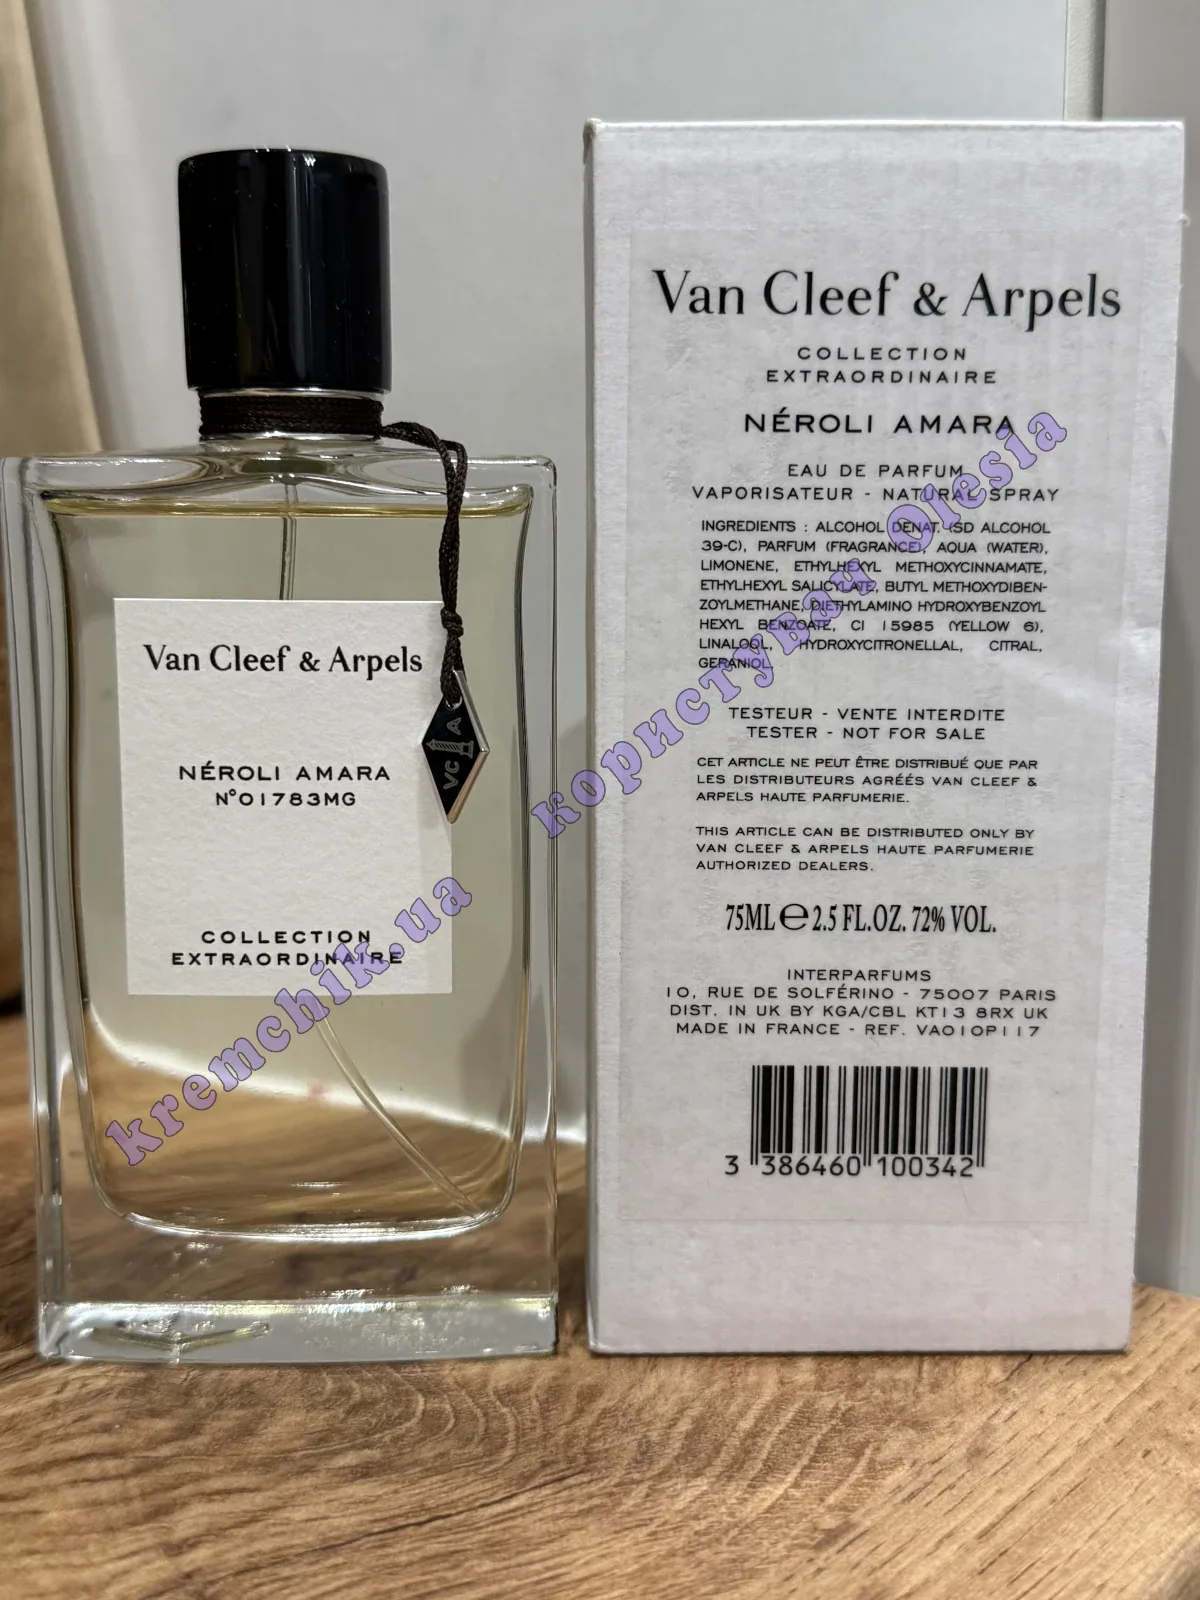 Van Cleef & Arpels
NÉROLI AMARA
N°01783MG
COLLECTION
EXTRAORDINAIRE
VC A
Van Cleef & Arpels
COLLECTION
EXTRAORDINAIRE
NÉROLI AMARA
EAU DE PARFUM
VAPORISATEUR - NATURAL SPRAY
INGREDIENTS : ALCOHOL DENAT. (SD ALCOHOL
39-C), PARFUM (FRAGRANCE), AQUA (WATER),
LIMONENE, ETHYLHEXYL METHOXYCINNAMATE,
ETHYLHEXYL SALICYLATE, BUTYL METHOXYDIBEN-
ZOYLMETHANE, DIETHYLAMINO HYDROXYBENZOYL
HEXYL BENZOATE, CI 15985 (YELLOW 6),
LINALOOL, HYDROXYCITRONELLAL, CITRAL,
GERANIOL.
TESTEUR - VENTE INTERDITE
TESTER - NOT FOR SALE
CET ARTICLE NE PEUT ÊTRE DISTRIBUÉ QUE PAR
LES DISTRIBUTEURS AGRÉÉS VAN CLEEF &
ARPELS HAUTE PARFUMERIE.
THIS ARTICLE CAN BE DISTRIBUTED ONLY BY
VAN CLEEF & ARPELS HAUTE PARFUMERIE
AUTHORIZED DEALERS.
75ML ℮ 2.5 FL.OZ. 72% VOL.
INTERPARFUMS
10, RUE DE SOLFÉRINO - 75007 PARIS
DIST. IN UK BY KGA/CBL KT13 8RX UK
MADE IN FRANCE - REF. VA010P117
3 386460 100342
kremchik.ua
користувач Olesia